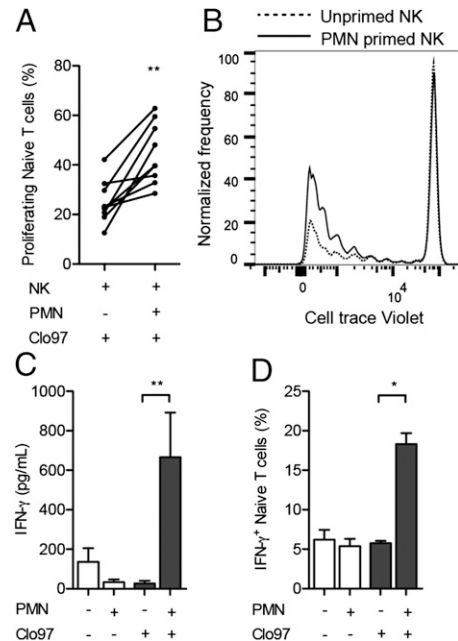 A
Proliferating Naive T cells (%)
**
80
60
40
20
0
NK + +
PMN - +
Clo97 + +
B
Unprimed NK
PMN primed NK
Normalized frequency
100
80
60
40
20
0
0 10^4
Cell trace Violet
C
IFN-γ (pg/mL)
**
1000
800
600
400
200
0
PMN - + - +
Clo97 - - + +
D
IFN-γ+ Naive T cells (%)
*
25
20
15
10
5
0
PMN - + - +
Clo97 - - + +